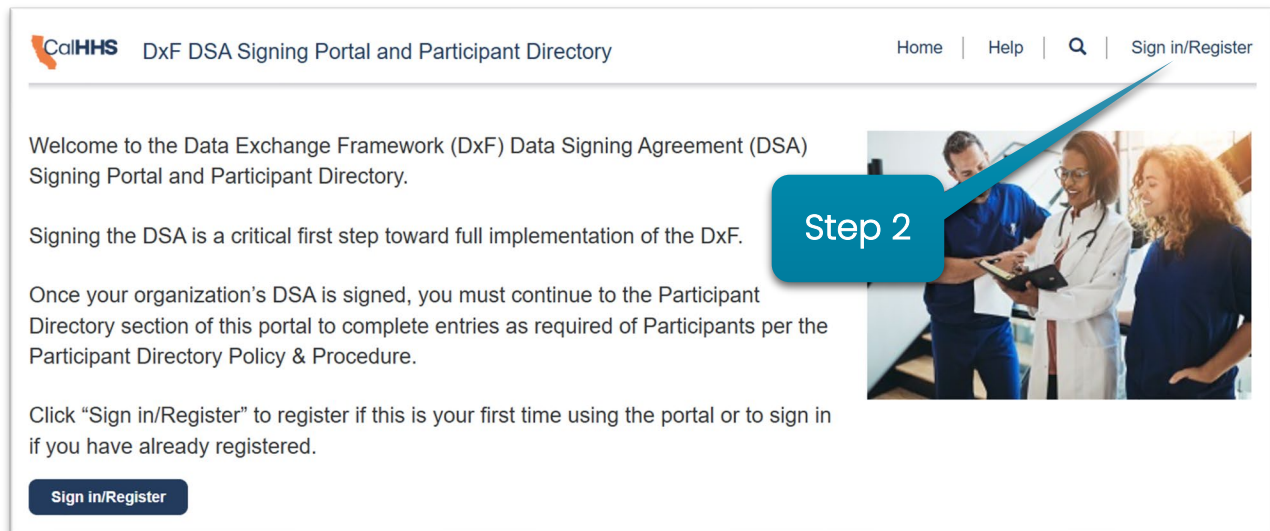 CalHHS DxF DSA Signing Portal and Participant Directory Home | Help | Sign in/Register
Welcome to the Data Exchange Framework (DxF) Data Signing Agreement (DSA)
Signing Portal and Participant Directory.
Signing the DSA is a critical first step toward full implementation of the DxF.
Step 2
Once your organization's DSA is signed, you must continue to the Participant
Directory section of this portal to complete entries as required of Participants per the
Participant Directory Policy & Procedure.
Click “Sign in/Register” to register if this is your first time using the portal or to sign in
if you have already registered.
Sign in/Register